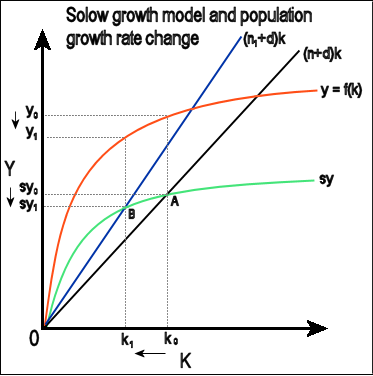 Solow growth model and population
growth rate change
(n₁+d)k
(n+d)k
y = f(k)
y₀
y₁
Y
sy₀
sy₁
sy
B
A
0
k₁
k₀
K